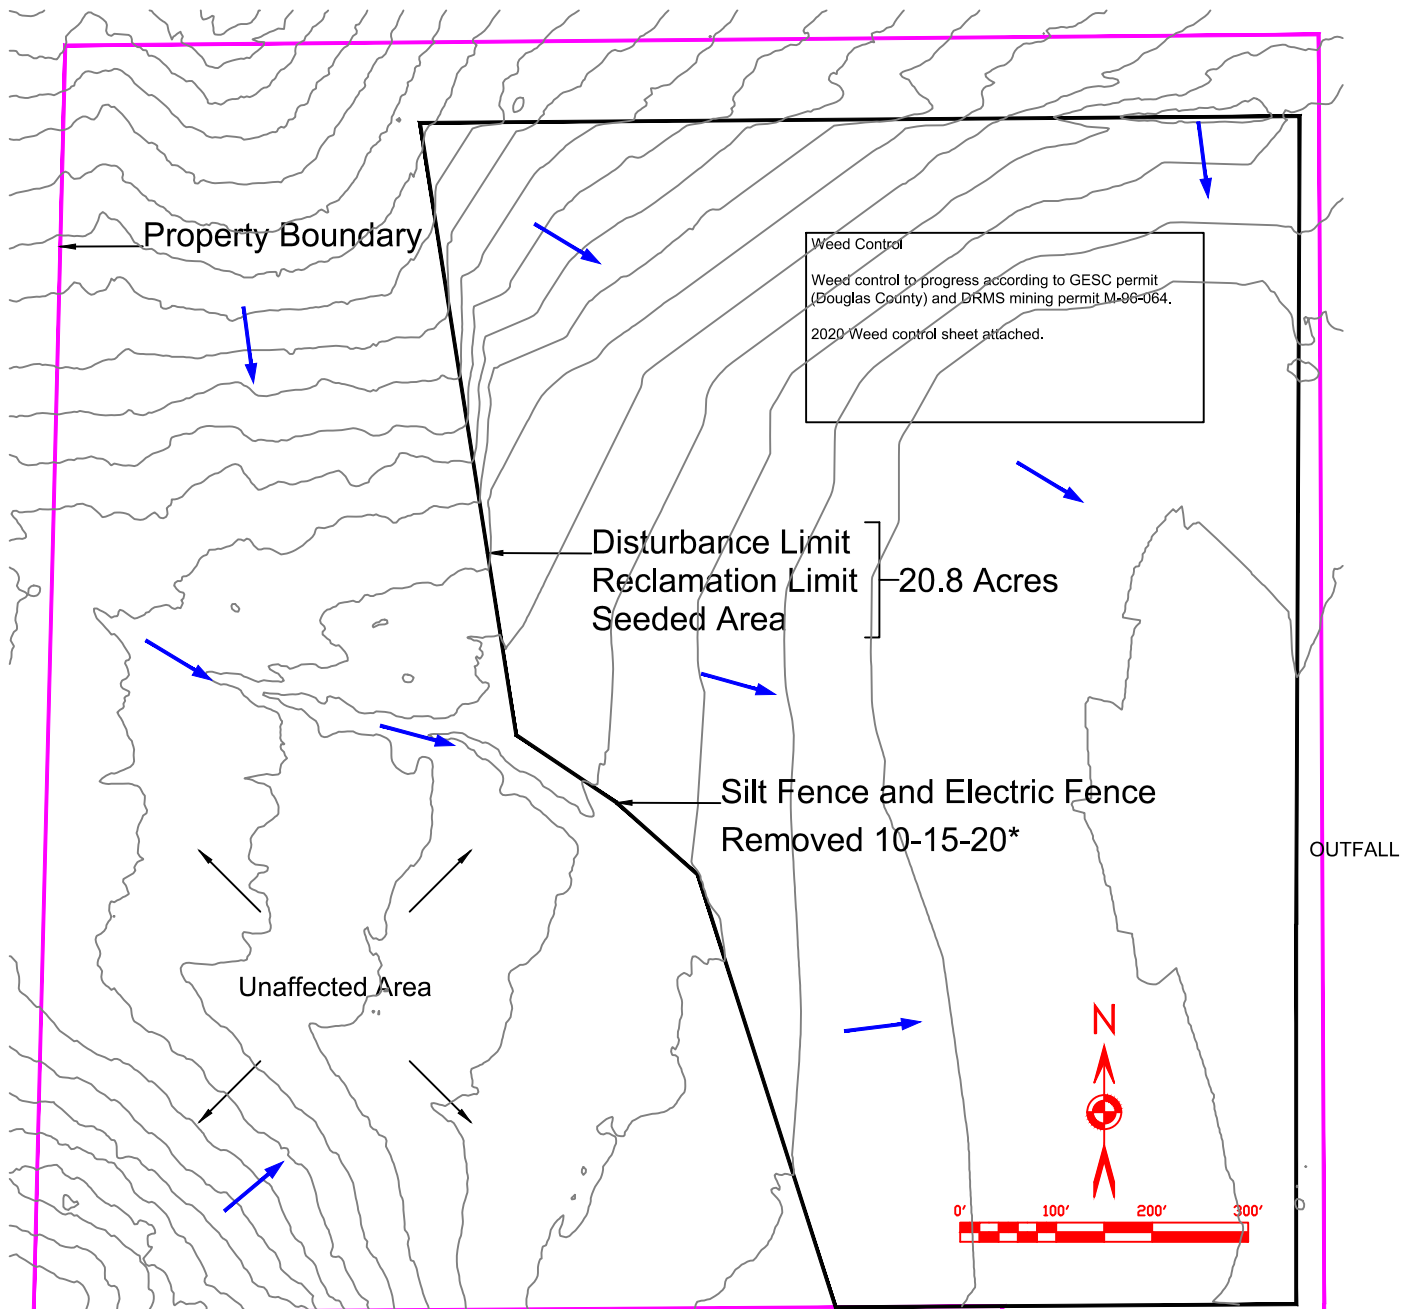 Property Boundary
Weed Control
Weed control to progress according to GESC permit
(Douglas County) and DRMS mining permit M-96-064.
2020 Weed control sheet attached.
Disturbance Limit
Reclamation Limit
Seeded Area
20.8 Acres
Silt Fence and Electric Fence
Removed 10-15-20*
OUTFALL
Unaffected Area
N
0' 100' 200' 300'